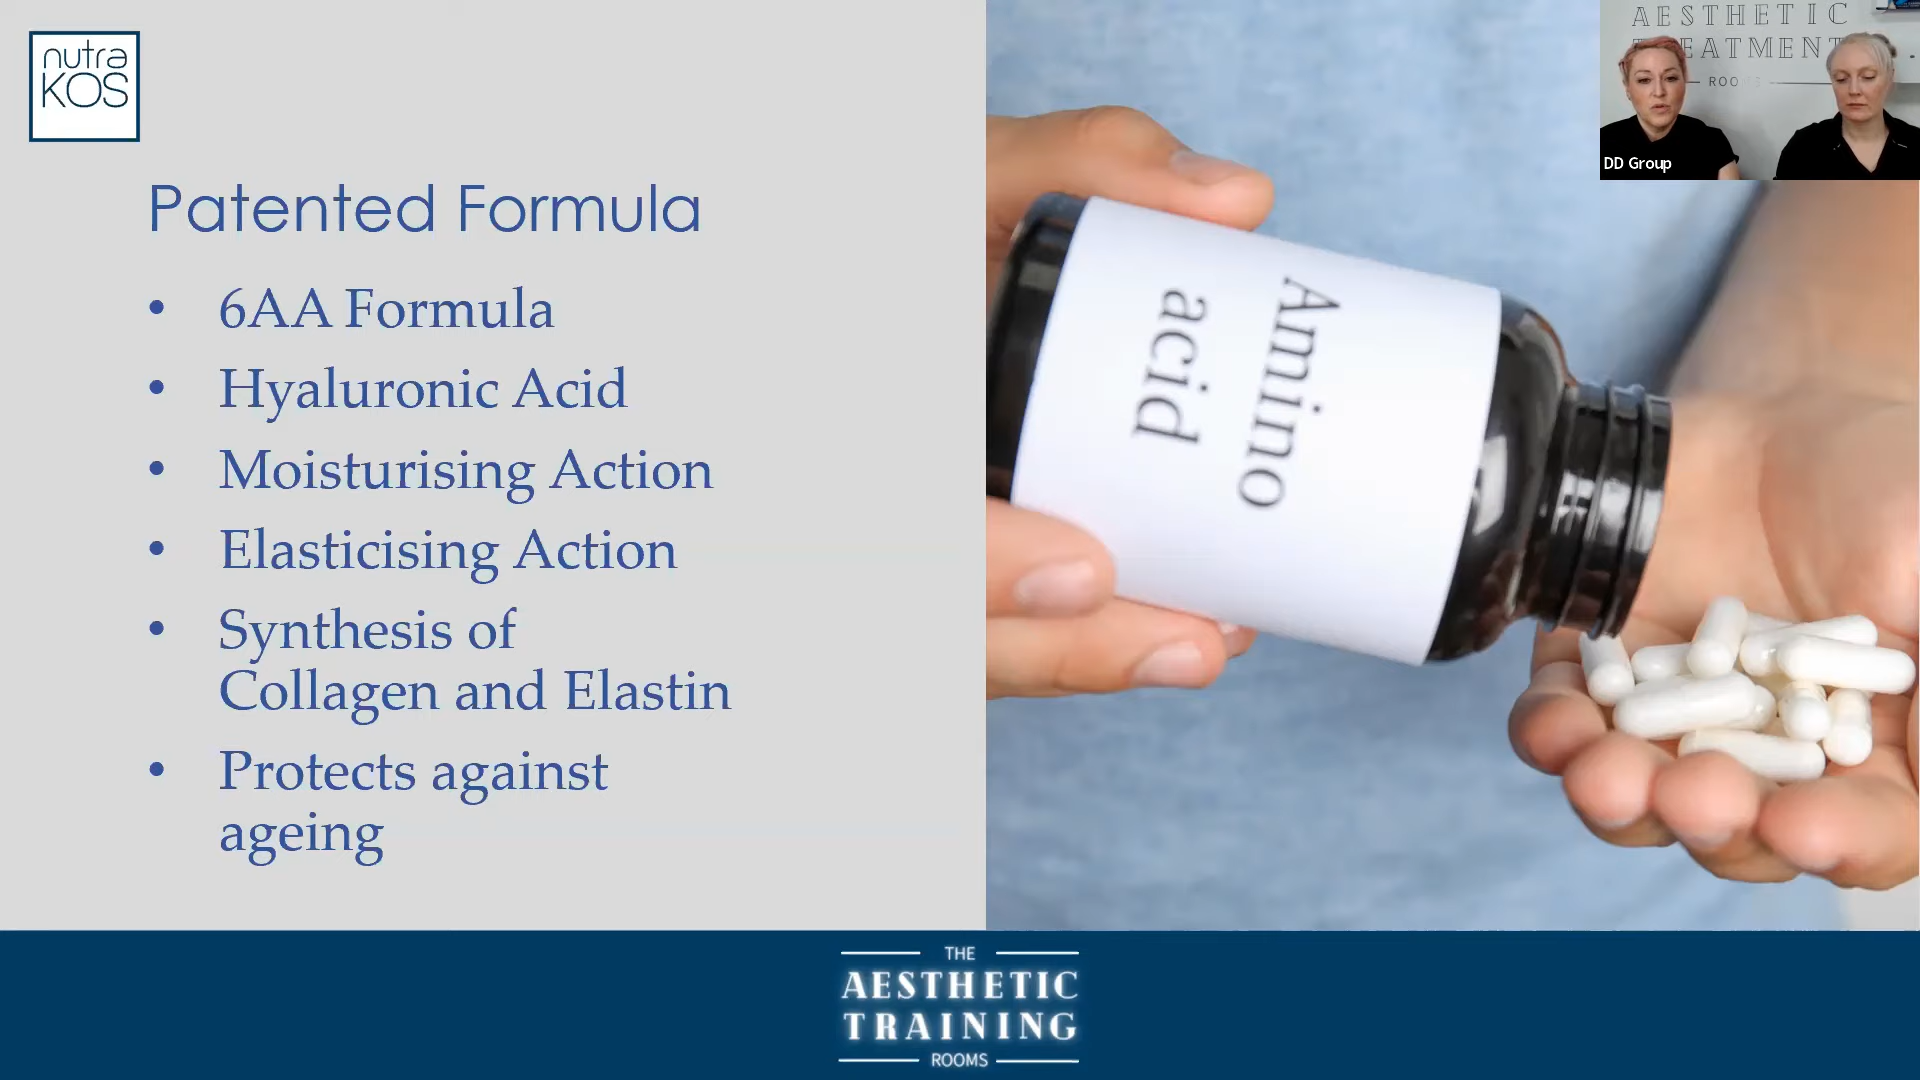 nutra
KOS
Patented Formula
• 6AA Formula
• Hyaluronic Acid
• Moisturising Action
• Elasticising Action
• Synthesis of
Collagen and Elastin
• Protects against
ageing
Amino
acid
AESTHETIC
ROO
DD Group
THE
AESTHETIC
TRAINING
ROOMS